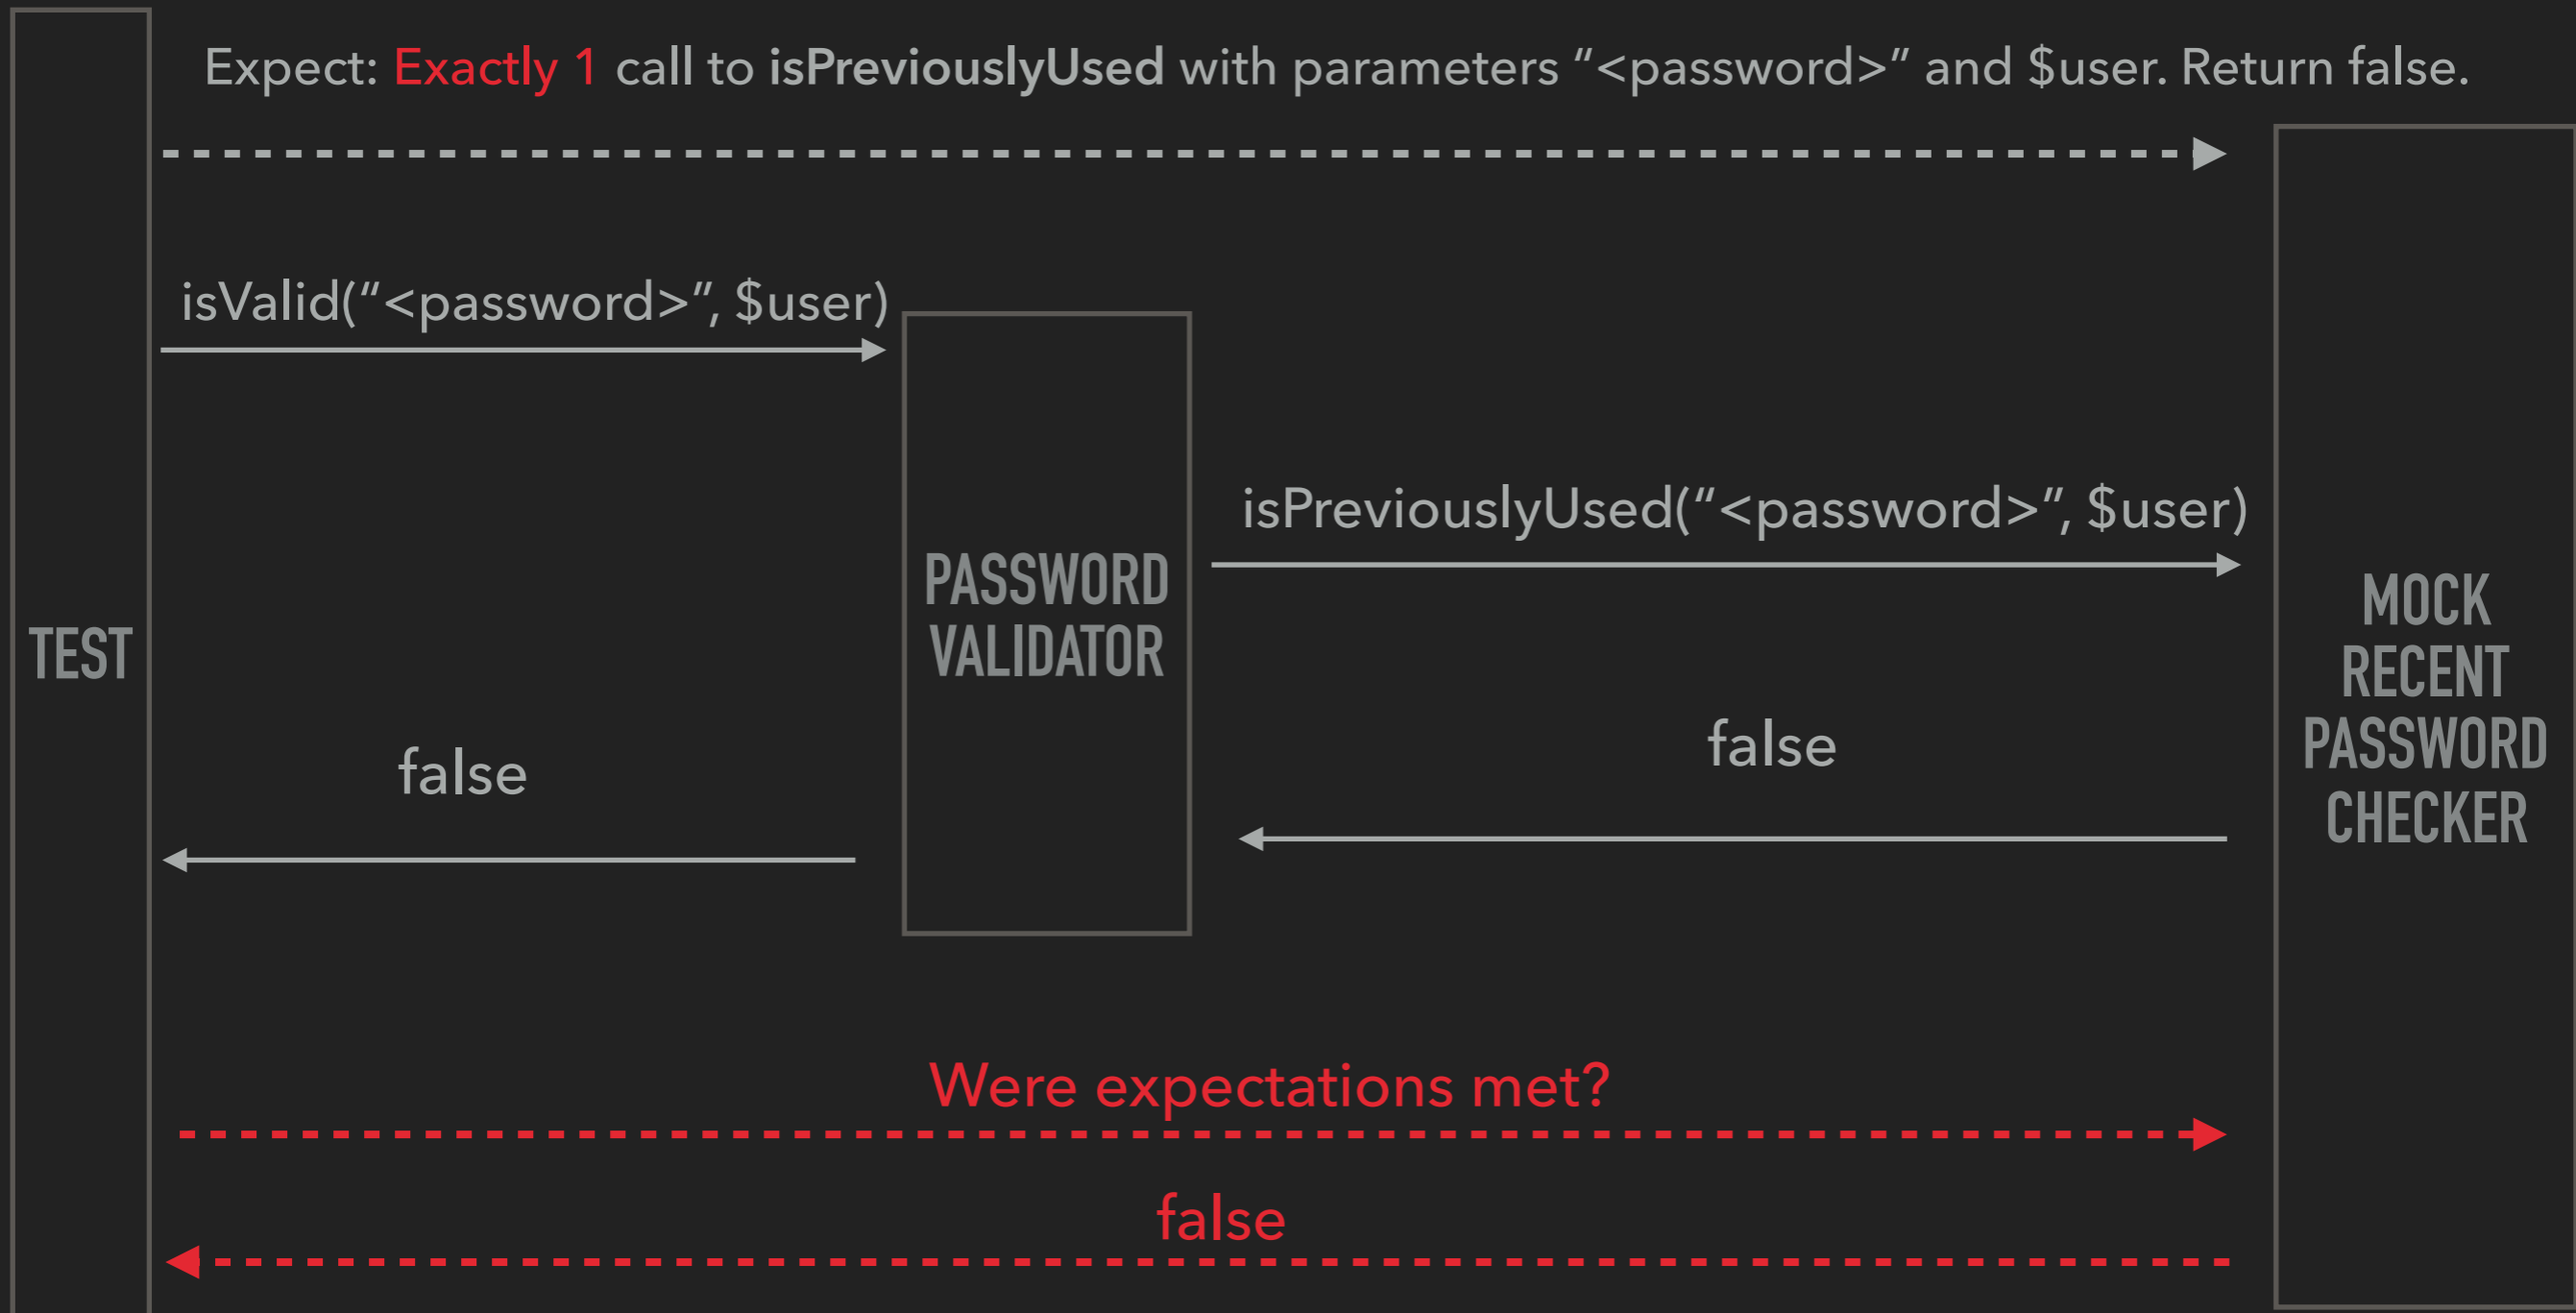 Expect: Exactly 1 call to isPreviouslyUsed with parameters “<password>” and $user. Return false.
isValid(“<password>”, $user)
isPreviouslyUsed(“<password>”, $user)
TEST
PASSWORD
VALIDATOR
MOCK
RECENT
PASSWORD
CHECKER
false
false
Were expectations met?
false